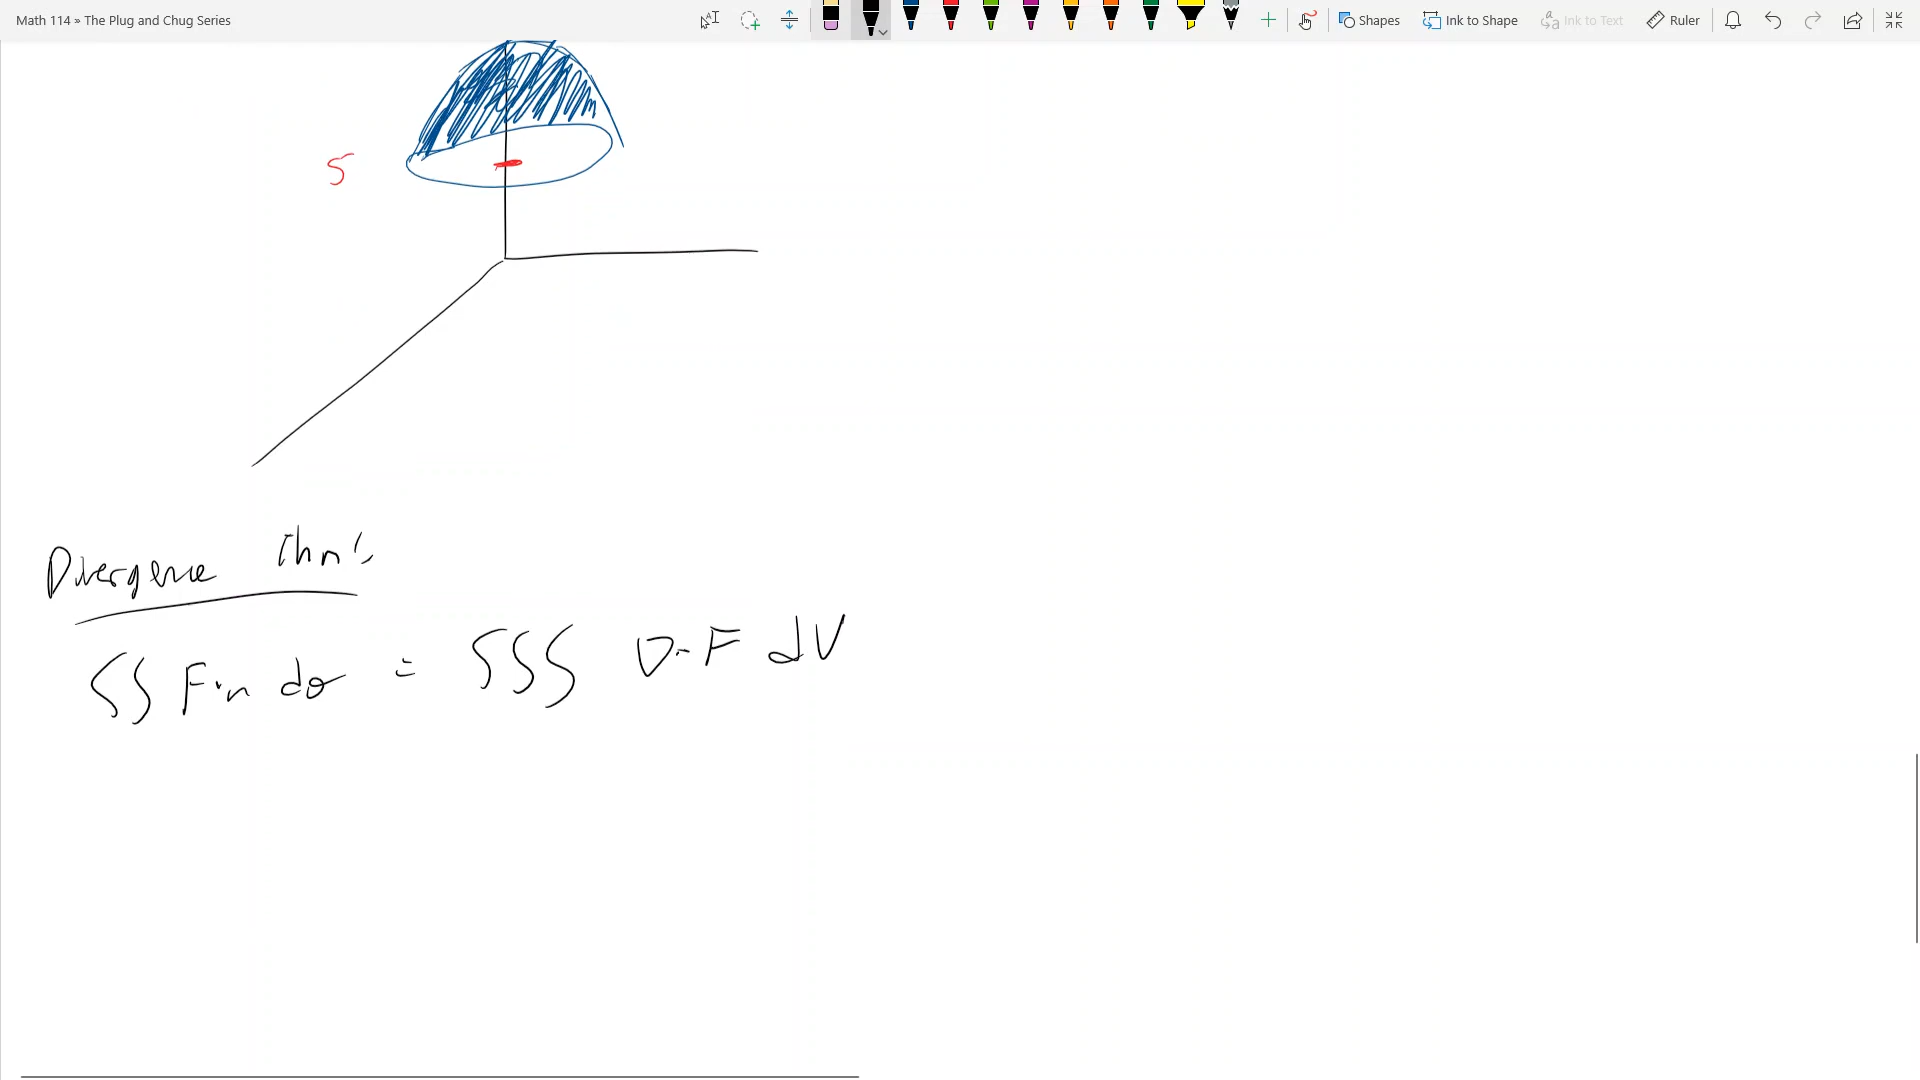 Math 114 » The Plug and Chug Series
Shapes
Ink to Shape
Ink to Text
Ruler
5
Divergence Thm:
∫∫ F·n dσ = ∫∫∫ ∇·F dV